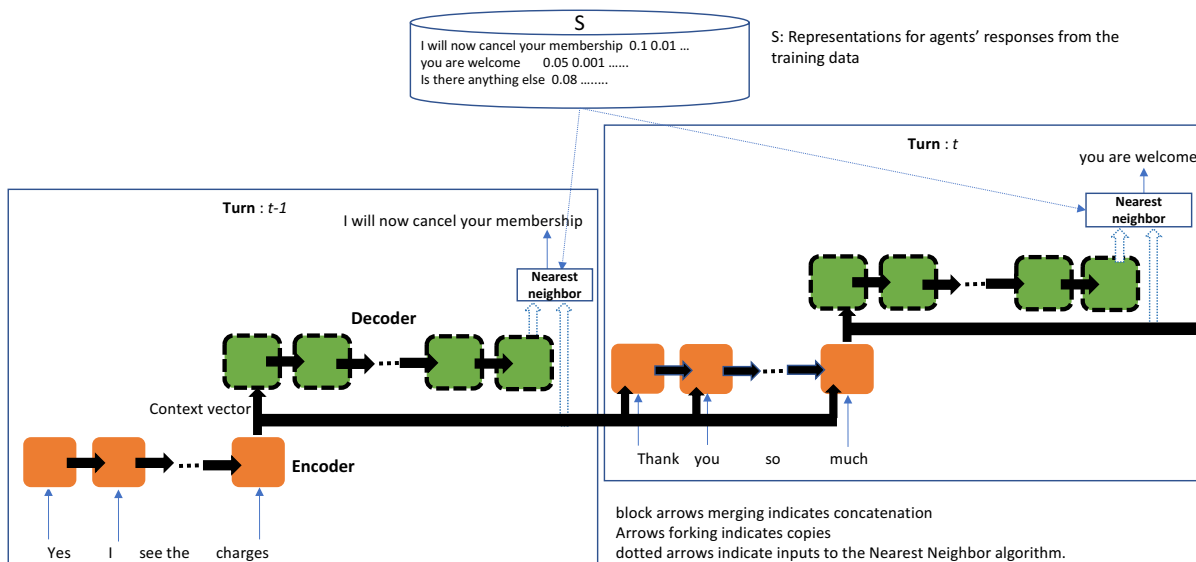 S
I will now cancel your membership 0.1 0.01 ...
you are welcome 0.05 0.001 ......
Is there anything else 0.08 ........
S: Representations for agents' responses from the
training data
Turn : t
you are welcome
Nearest
neighbor
Turn : t-1
I will now cancel your membership
Nearest
neighbor
Decoder
Context vector
Encoder
Thank you so much
Yes I see the charges
block arrows merging indicates concatenation
Arrows forking indicates copies
dotted arrows indicate inputs to the Nearest Neighbor algorithm.